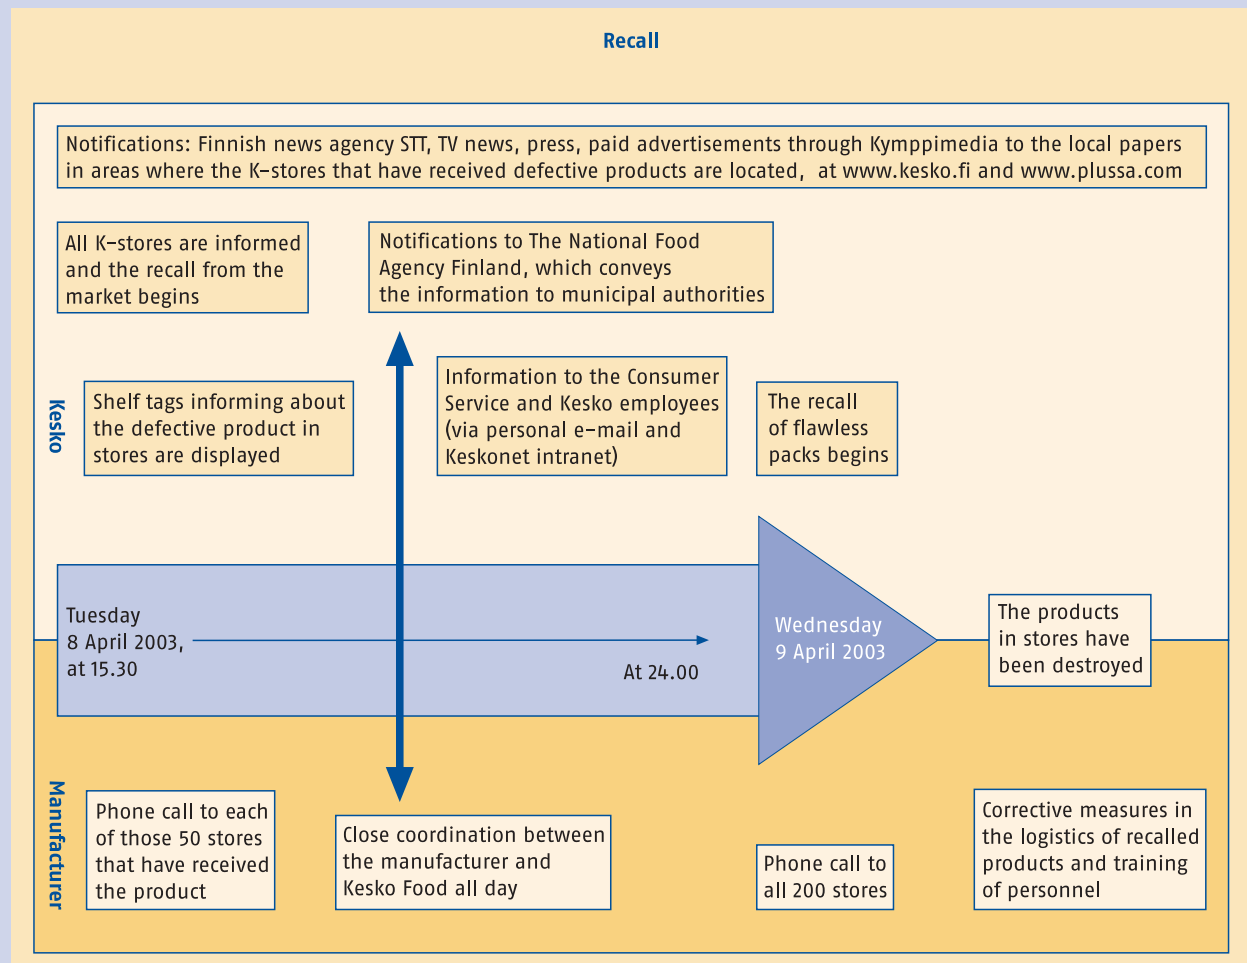 Recall
Notifications: Finnish news agency STT, TV news, press, paid advertisements through Kymppimedia to the local papers
in areas where the K-stores that have received defective products are located, at www.kesko.fi and www.plussa.com
All K-stores are informed
and the recall from the
market begins
Notifications to The National Food
Agency Finland, which conveys
the information to municipal authorities
Kesko
Shelf tags informing about
the defective product in
stores are displayed
Information to the Consumer
Service and Kesko employees
(via personal e-mail and
Keskonet intranet)
The recall
of flawless
packs begins
Tuesday
8 April 2003,
at 15.30
At 24.00
Wednesday
9 April 2003
The products
in stores have
been destroyed
Manufacturer
Phone call to each
of those 50 stores
that have received
the product
Close coordination between
the manufacturer and
Kesko Food all day
Phone call to
all 200 stores
Corrective measures in
the logistics of recalled
products and training
of personnel